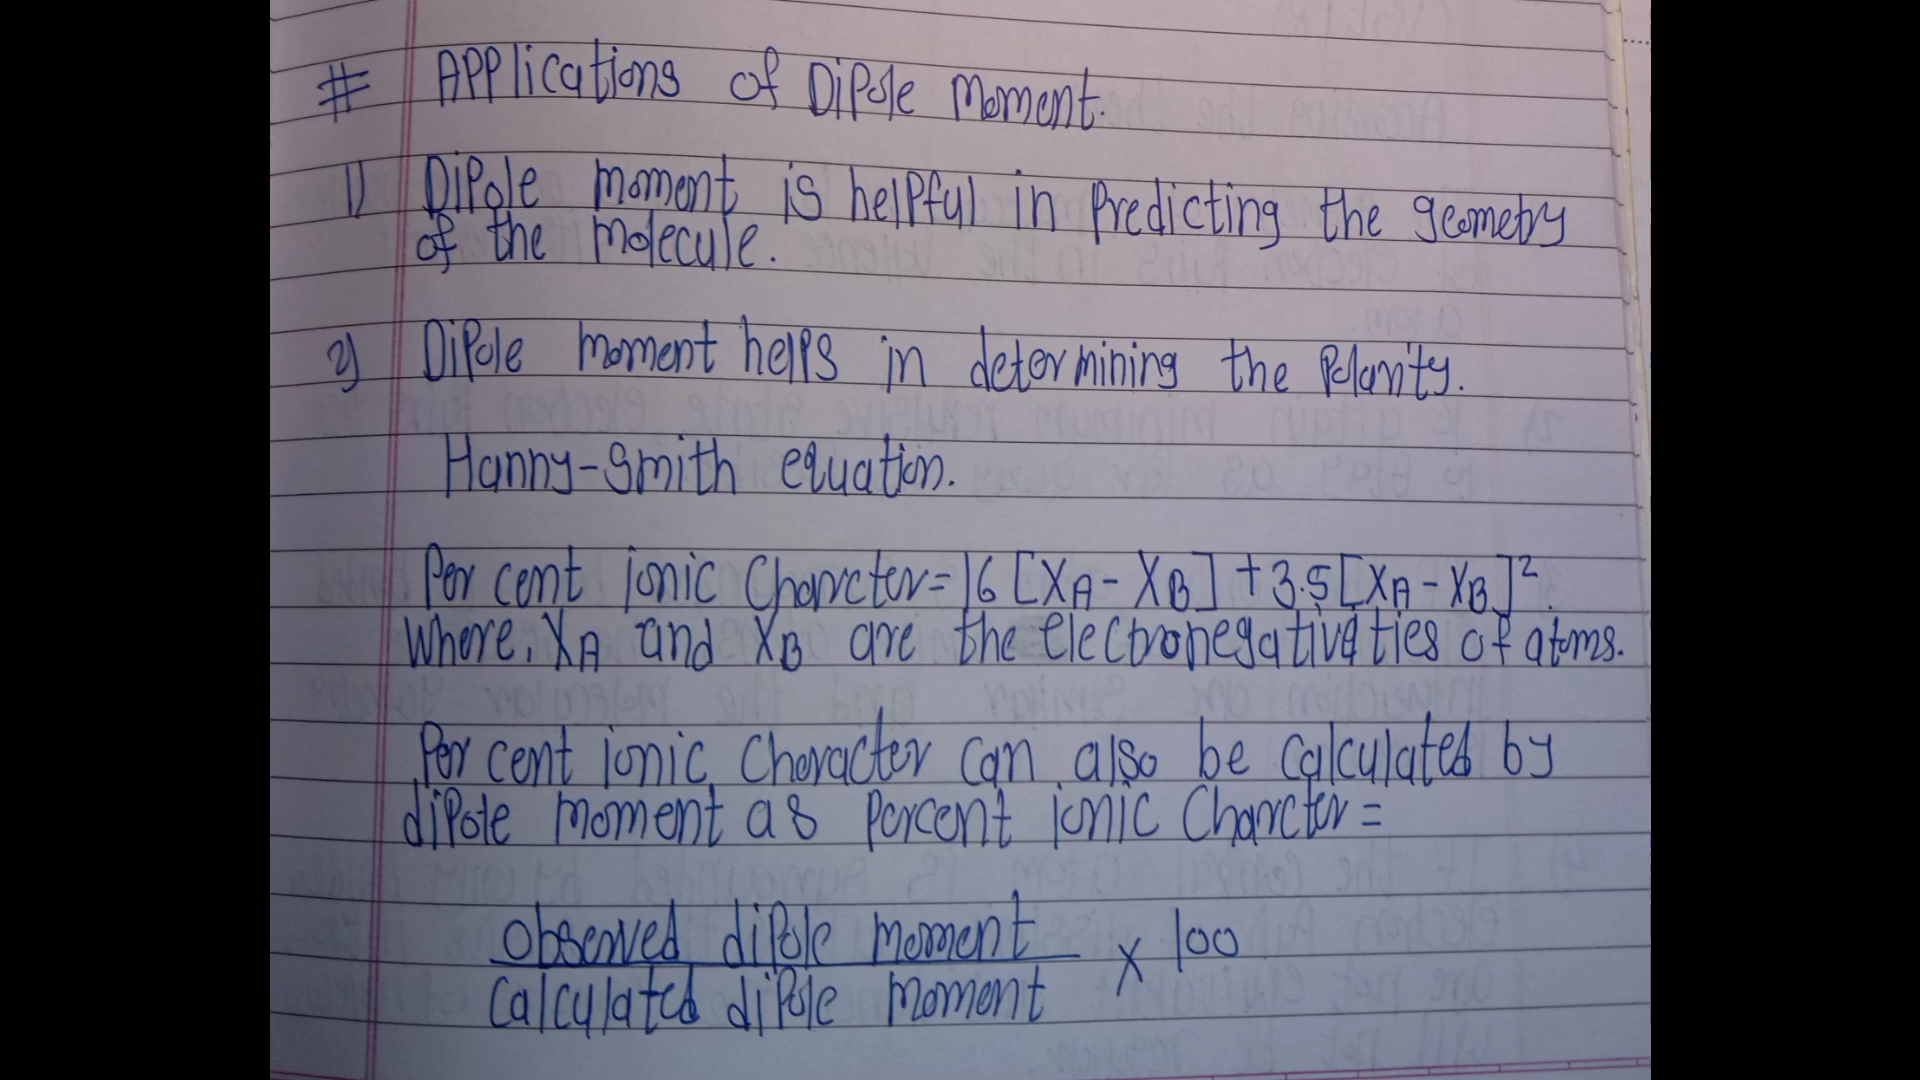 # Applications of Dipole Moment.
1) Dipole moment is helpful in predicting the geometry
of the molecule.
2) Dipole moment helps in determining the Polarity.
Hanny-Smith equation.
Per cent ionic Charcter=16[XA-XB]+3.5[XA-XB]².
where, XA and XB are the electronegativities of atoms.
Per cent ionic Character can also be calculated by
dipole moment as percent ionic Charcter=
observed dipole moment
calculated dipole moment × 100